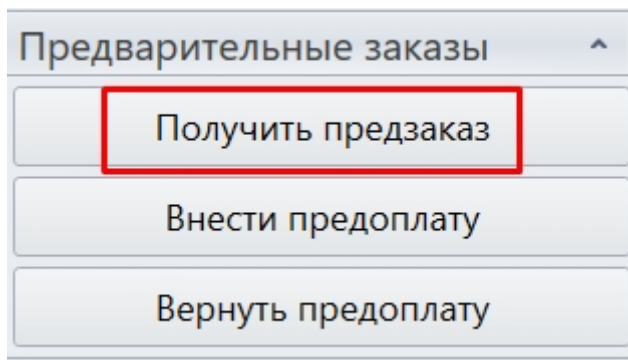 Предварительные заказы
Получить предзаказ
Внести предоплату
Вернуть предоплату